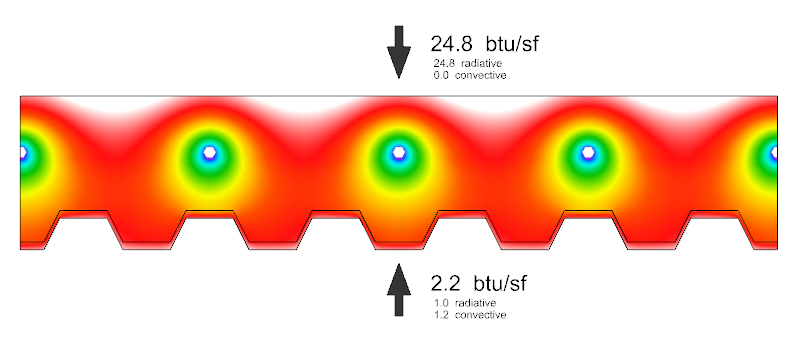 24.8 btu/sf
24.8 radiative
0.0 convective
2.2 btu/sf
1.0 radiative
1.2 convective